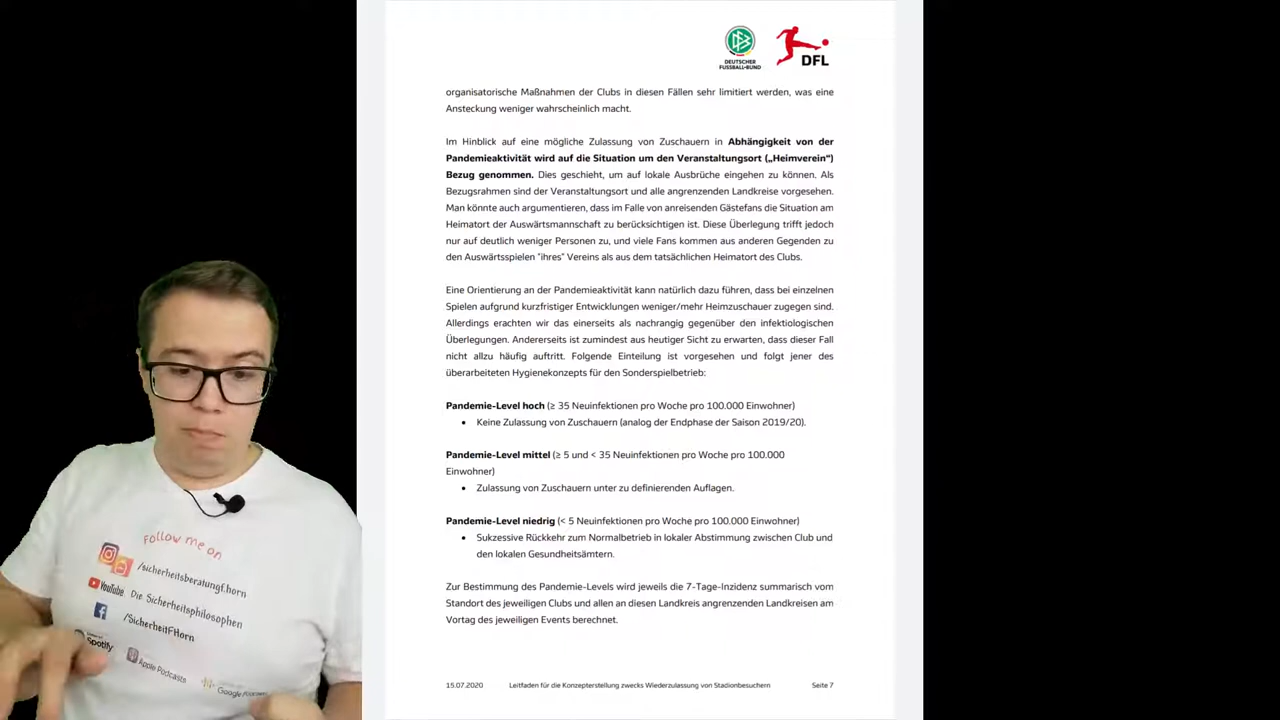 DEUTSCHER
FUSSBALL-BUND
DFL
organisatorische Maßnahmen der Clubs in diesen Fällen sehr limitiert werden, was eine
Ansteckung weniger wahrscheinlich macht.
Im Hinblick auf eine mögliche Zulassung von Zuschauern in Abhängigkeit von der
Pandemieaktivität wird auf die Situation um den Veranstaltungsort („Heimverein“)
Bezug genommen. Dies geschieht, um auf lokale Ausbrüche eingehen zu können. Als
Bezugsrahmen sind der Veranstaltungsort und alle angrenzenden Landkreise vorgesehen.
Man könnte auch argumentieren, dass im Falle von anreisenden Gästefans die Situation am
Heimatort der Auswärtsmannschaft zu berücksichtigen ist. Diese Überlegung trifft jedoch
nur auf deutlich weniger Personen zu, und viele Fans kommen aus anderen Gegenden zu
den Auswärtsspielen "ihres" Vereins als aus dem tatsächlichen Heimatort des Clubs.
Eine Orientierung an der Pandemieaktivität kann natürlich dazu führen, dass bei einzelnen
Spielen aufgrund kurzfristiger Entwicklungen weniger/mehr Heimzuschauer zugegen sind.
Allerdings erachten wir das einerseits als nachrangig gegenüber den infektiologischen
Überlegungen. Andererseits ist zumindest aus heutiger Sicht zu erwarten, dass dieser Fall
nicht allzu häufig auftritt. Folgende Einteilung ist vorgesehen und folgt jener des
überarbeiteten Hygienekonzepts für den Sonderspielbetrieb:
Pandemie-Level hoch (≥ 35 Neuinfektionen pro Woche pro 100.000 Einwohner)
• Keine Zulassung von Zuschauern (analog der Endphase der Saison 2019/20).
Pandemie-Level mittel (≥ 5 und < 35 Neuinfektionen pro Woche pro 100.000
Einwohner)
• Zulassung von Zuschauern unter zu definierenden Auflagen.
Pandemie-Level niedrig (< 5 Neuinfektionen pro Woche pro 100.000 Einwohner)
• Sukzessive Rückkehr zum Normalbetrieb in lokaler Abstimmung zwischen Club und
den lokalen Gesundheitsämtern.
Zur Bestimmung des Pandemie-Levels wird jeweils die 7-Tage-Inzidenz summarisch vom
Standort des jeweiligen Clubs und allen an diesen Landkreis angrenzenden Landkreisen am
Vortag des jeweiligen Events berechnet.
15.07.2020 Leitfaden für die Konzepterstellung zwecks Wiederzulassung von Stadionbesuchern Seite 7
Follow me on
/sicherheitsberatungf.horn
YouTube Die Sicherheitsphilosophen
/SicherheitFHorn
Spotify
Apple Podcasts